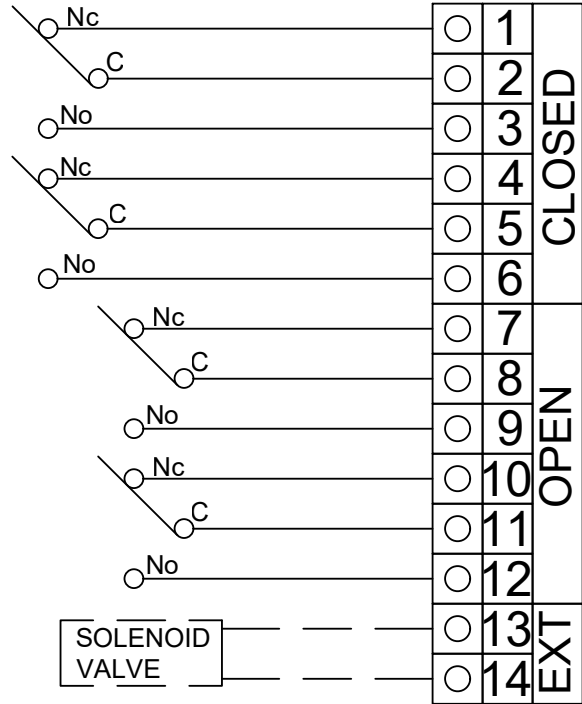 Nc 1
C 2
No 3
Nc 4
C 5
No 6
CLOSED
Nc 7
C 8
No 9
Nc 10
C 11
No 12
OPEN
SOLENOID 13
VALVE 14
EXT